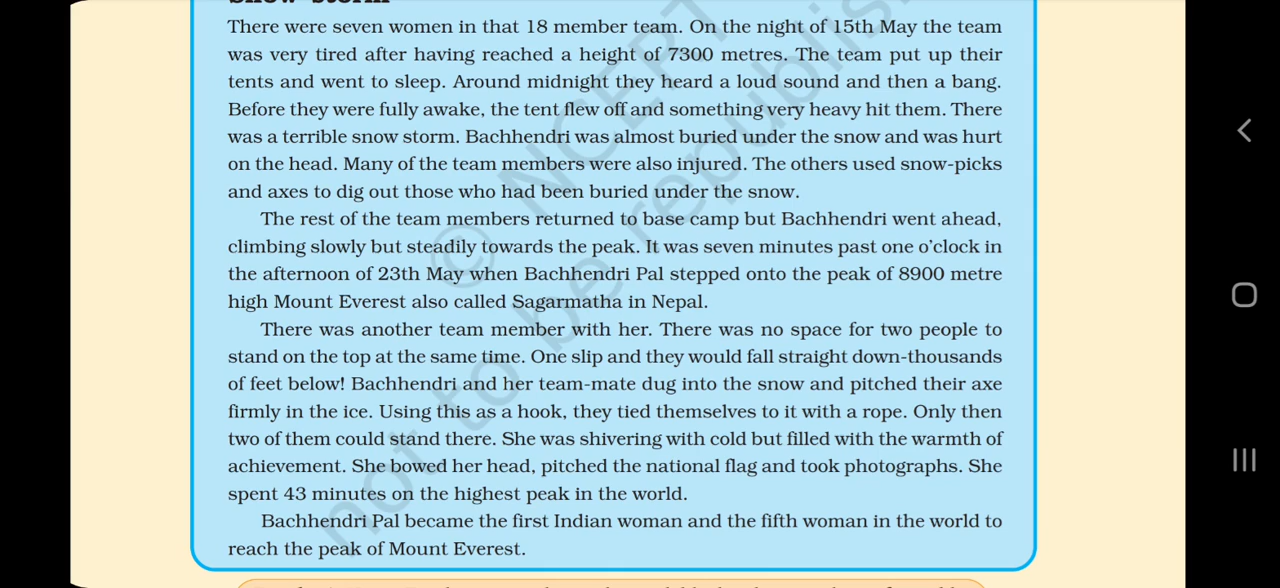 Snow storm
There were seven women in that 18 member team. On the night of 15th May the team
was very tired after having reached a height of 7300 metres. The team put up their
tents and went to sleep. Around midnight they heard a loud sound and then a bang.
Before they were fully awake, the tent flew off and something very heavy hit them. There
was a terrible snow storm. Bachhendri was almost buried under the snow and was hurt
on the head. Many of the team members were also injured. The others used snow-picks
and axes to dig out those who had been buried under the snow.
The rest of the team members returned to base camp but Bachhendri went ahead,
climbing slowly but steadily towards the peak. It was seven minutes past one o’clock in
the afternoon of 23th May when Bachhendri Pal stepped onto the peak of 8900 metre
high Mount Everest also called Sagarmatha in Nepal.
There was another team member with her. There was no space for two people to
stand on the top at the same time. One slip and they would fall straight down-thousands
of feet below! Bachhendri and her team-mate dug into the snow and pitched their axe
firmly in the ice. Using this as a hook, they tied themselves to it with a rope. Only then
two of them could stand there. She was shivering with cold but filled with the warmth of
achievement. She bowed her head, pitched the national flag and took photographs. She
spent 43 minutes on the highest peak in the world.
Bachhendri Pal became the first Indian woman and the fifth woman in the world to
reach the peak of Mount Everest.
© NCERT
not to be republis